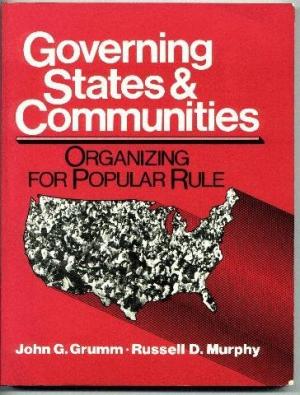 Governing
States &
Communities
ORGANIZING
FOR POPULAR RULE
John G. Grumm · Russell D. Murphy